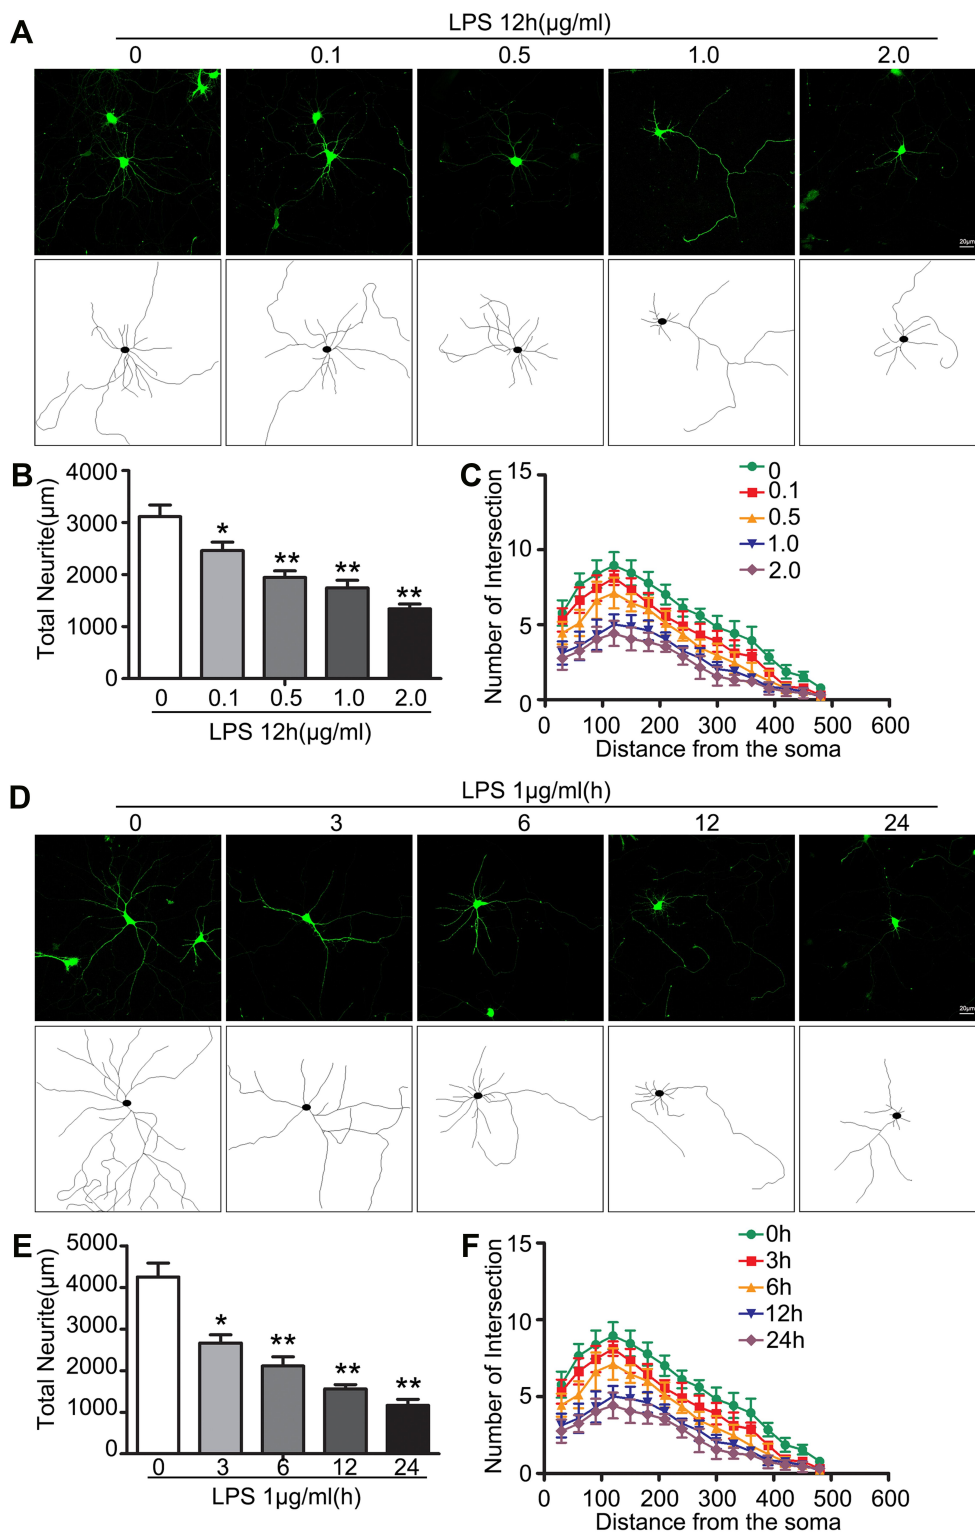 A
LPS 12h(μg/ml)
0 0.1 0.5 1.0 2.0
20μm
B
Total Neurite(μm)
4000
3000
2000
1000
0
* ** ** **
0 0.1 0.5 1.0 2.0
LPS 12h(μg/ml)
C
Number of Intersection
15
10
5
0
0
0.1
0.5
1.0
2.0
0 100 200 300 400 500 600
Distance from the soma
D
LPS 1μg/ml(h)
0 3 6 12 24
20μm
E
Total Neurite(μm)
5000
4000
3000
2000
1000
0
* ** ** **
0 3 6 12 24
LPS 1μg/ml(h)
F
Number of Intersection
15
10
5
0
0h
3h
6h
12h
24h
0 100 200 300 400 500 600
Distance from the soma